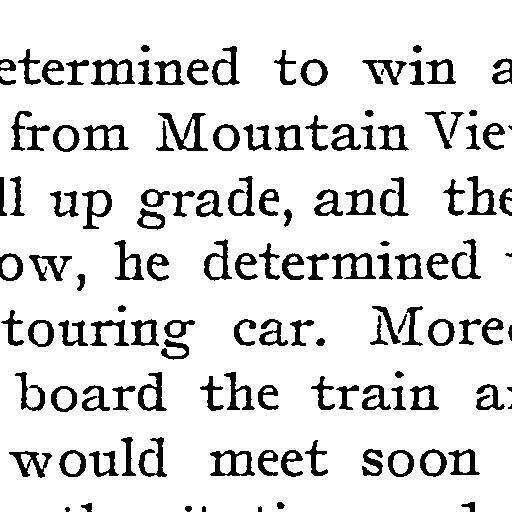 etermined to win a
from Mountain Vie
ll up grade, and the
ow, he determined
touring car. More
board the train a
would meet soon